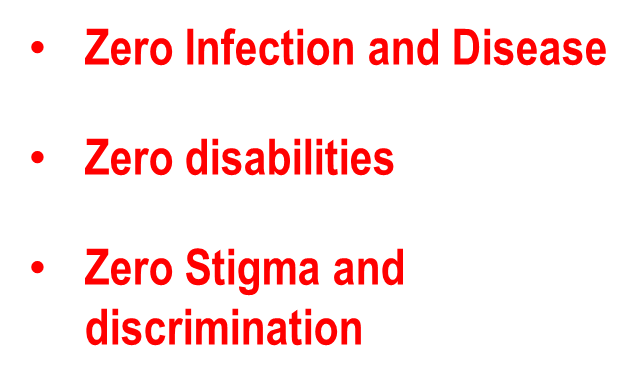 • Zero Infection and Disease
• Zero disabilities
• Zero Stigma and
discrimination